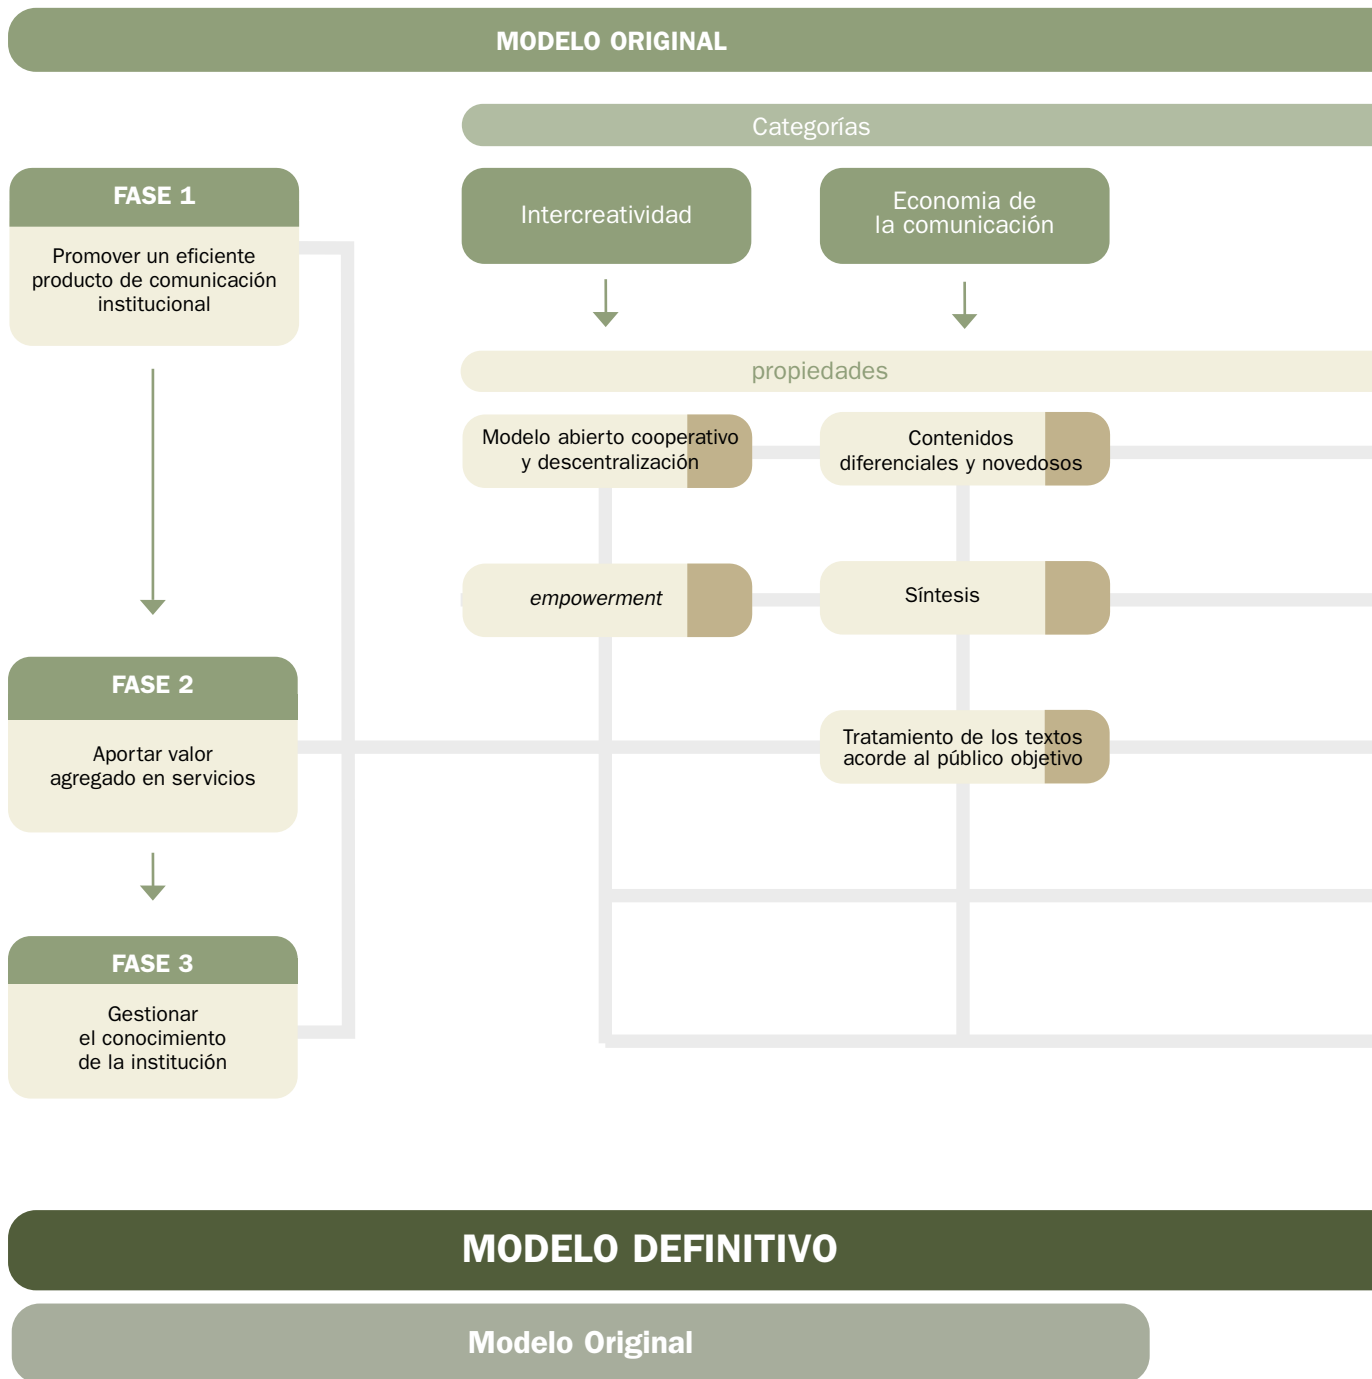 MODELO ORIGINAL
Categorías
FASE 1
Promover un eficiente
producto de comunicación
institucional
Intercreatividad
Economia de
la comunicación
propiedades
Modelo abierto cooperativo
y descentralización
Contenidos
diferenciales y novedosos
empowerment
Síntesis
FASE 2
Aportar valor
agregado en servicios
Tratamiento de los textos
acorde al público objetivo
FASE 3
Gestionar
el conocimiento
de la institución
MODELO DEFINITIVO
Modelo Original